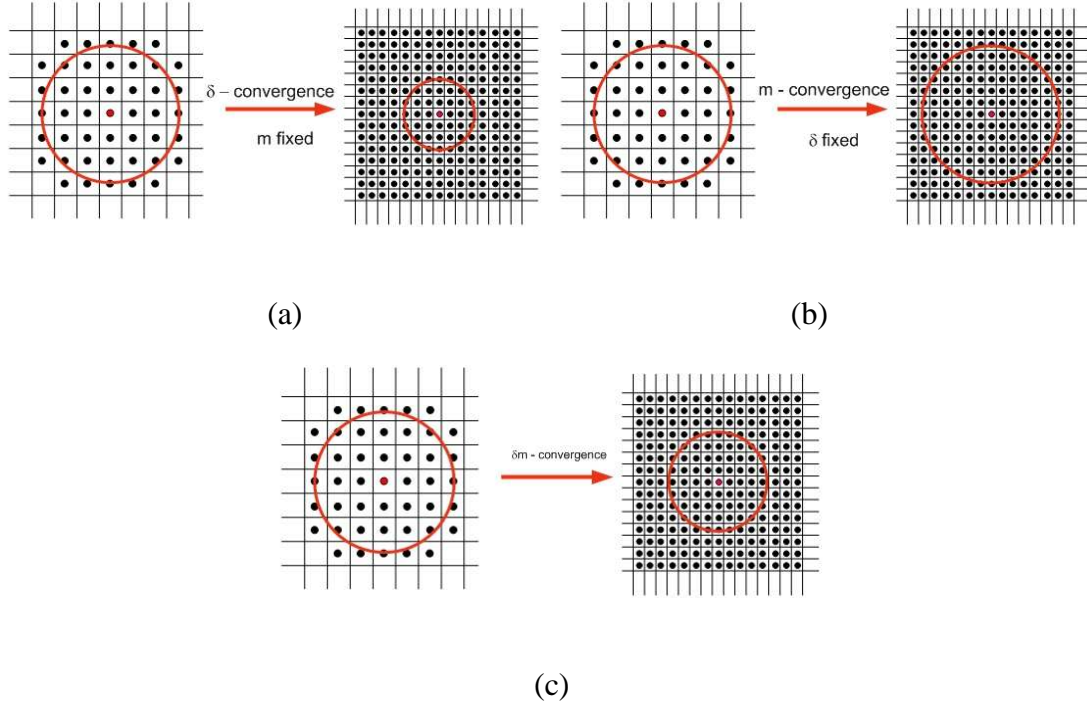 δ – convergence
m fixed
m - convergence
δ fixed
(a)
(b)
δm - convergence
(c)